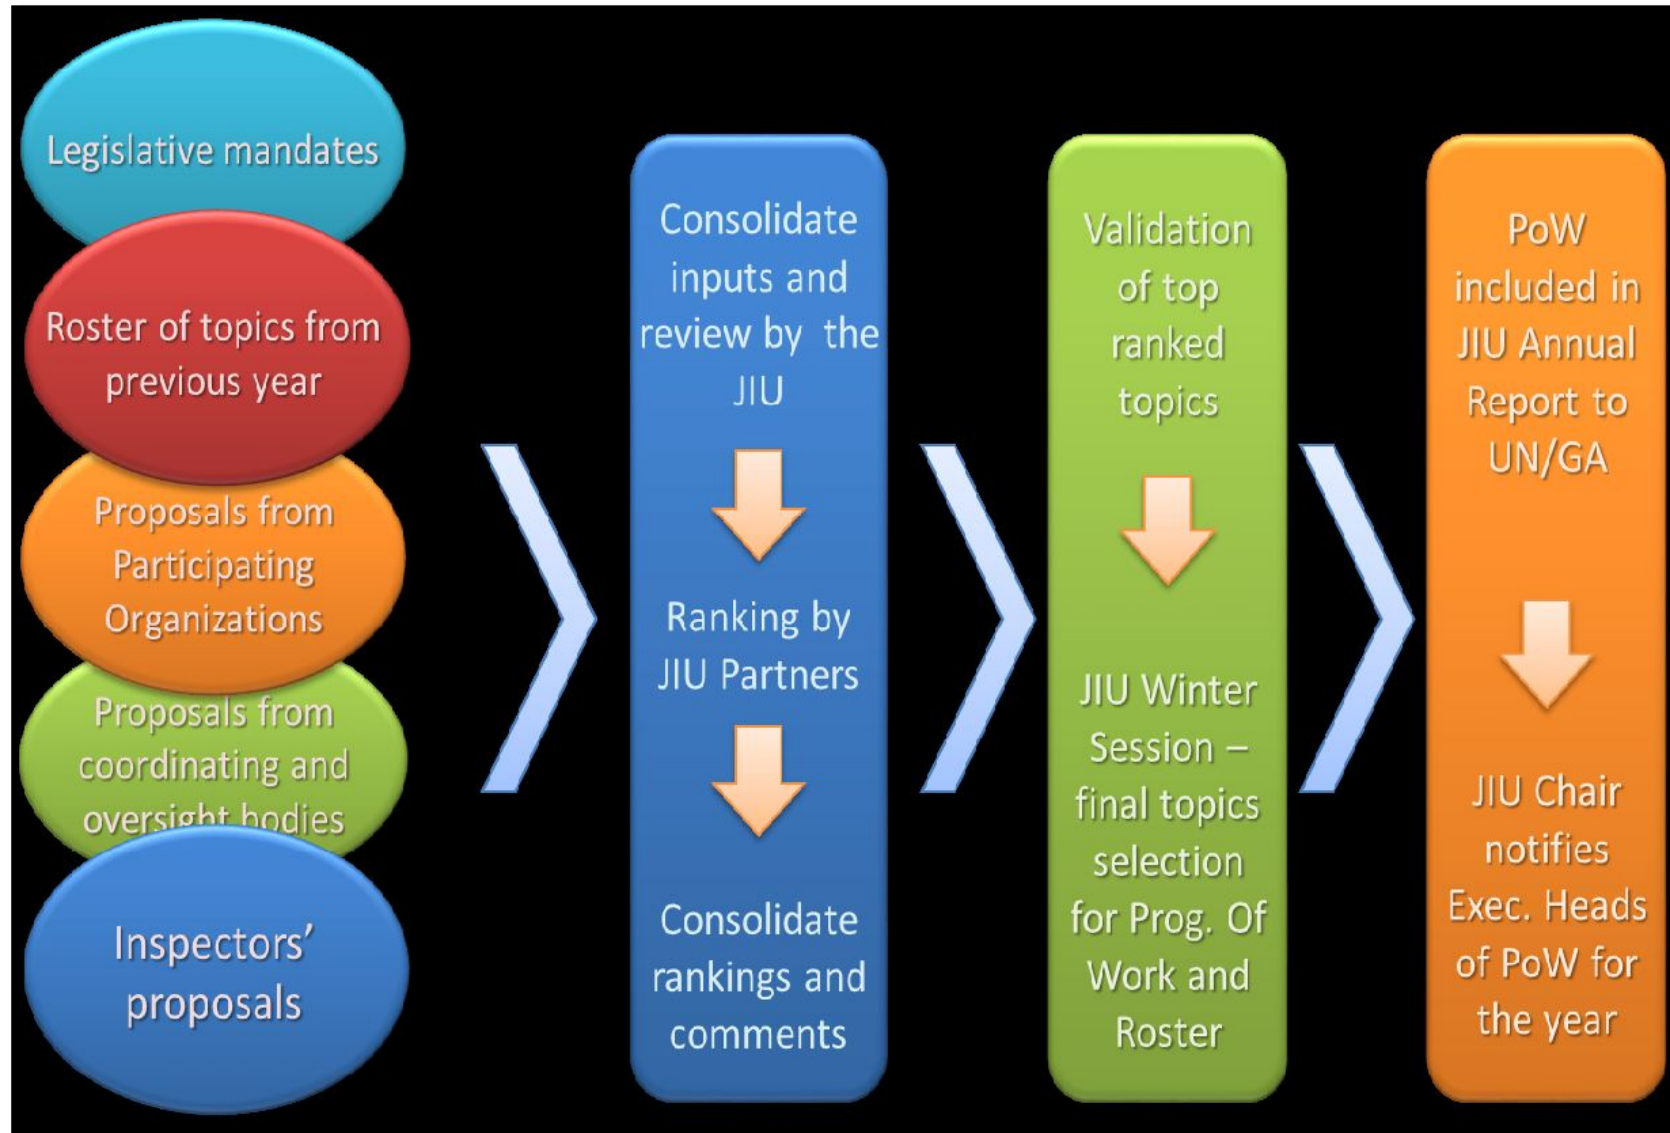 Legislative mandates
Roster of topics from
previous year
Proposals from
Participating
Organizations
Proposals from
coordinating and
oversight bodies
Inspectors’
proposals
Consolidate
inputs and
review by the
JIU
Ranking by
JIU Partners
Consolidate
rankings and
comments
Validation
of top
ranked
topics
JIU Winter
Session –
final topics
selection
for Prog. Of
Work and
Roster
PoW
included in
JIU Annual
Report to
UN/GA
JIU Chair
notifies
Exec. Heads
of PoW for
the year